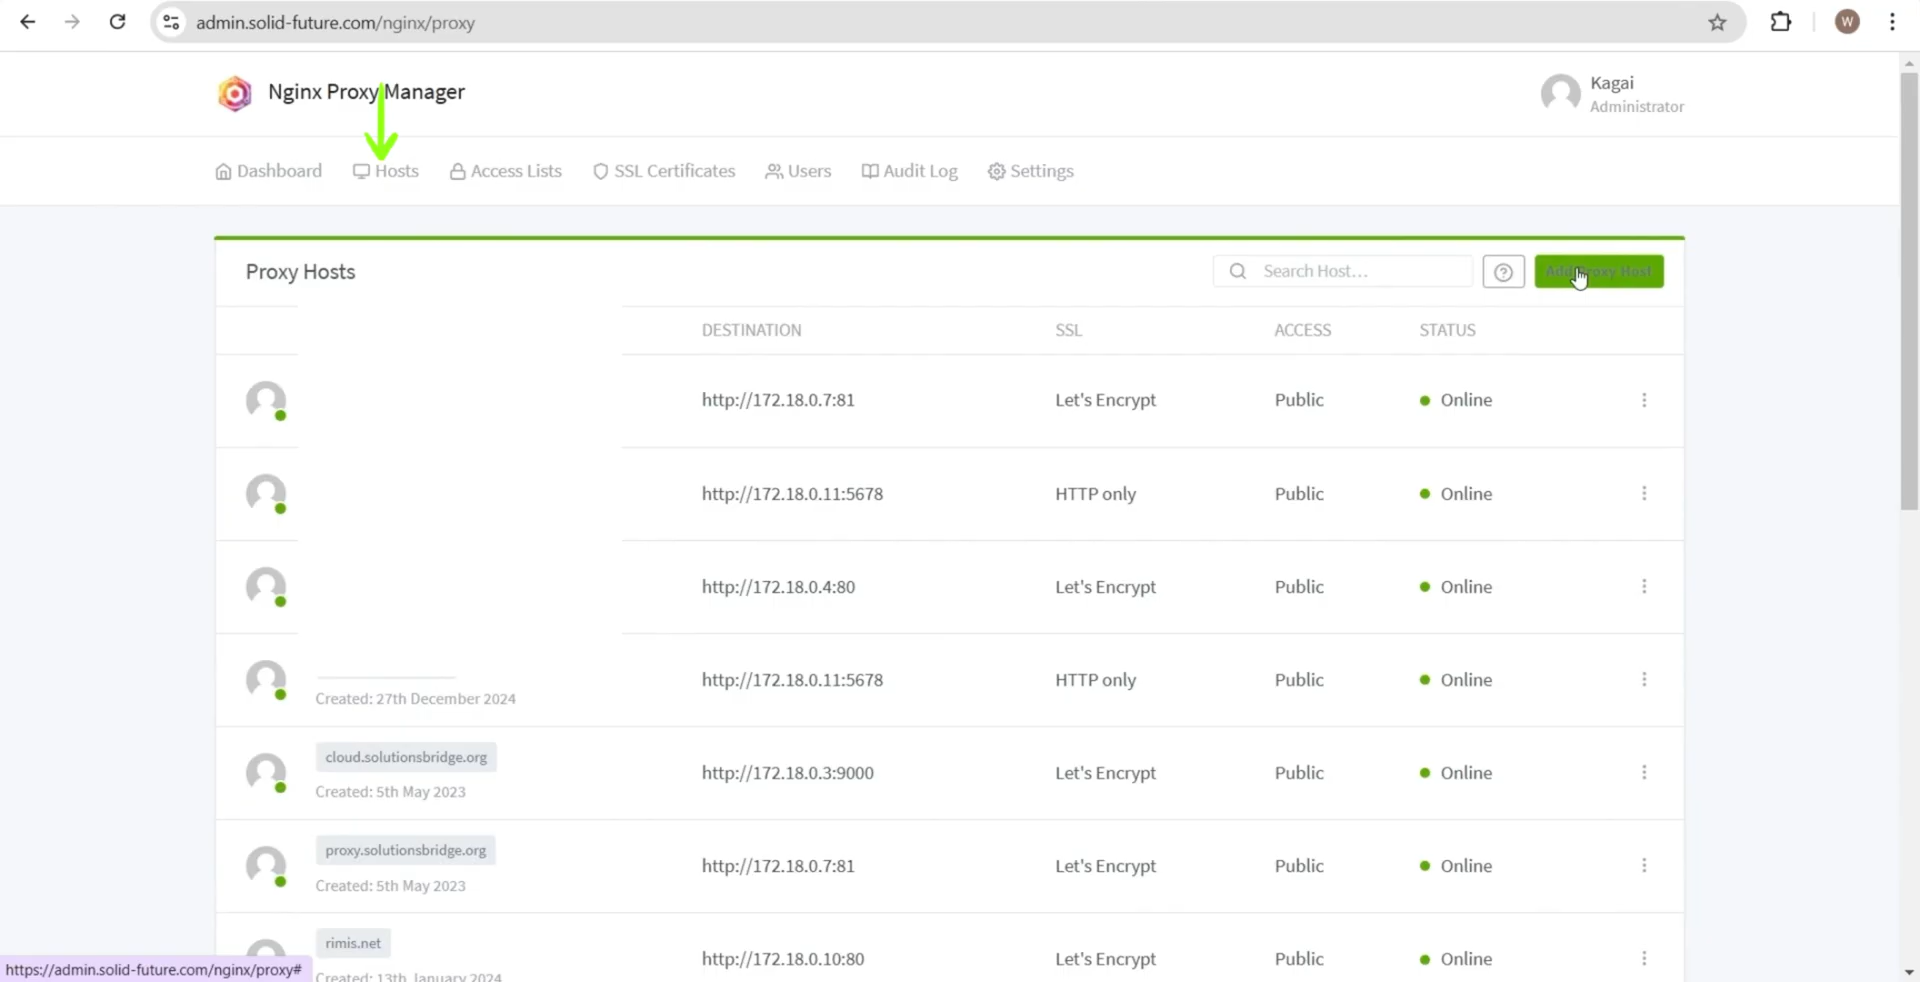 admin.solid-future.com/nginx/proxy
W
Nginx Proxy Manager
Kagai
Administrator
Dashboard
Hosts
Access Lists
SSL Certificates
Users
Audit Log
Settings
Proxy Hosts
Search Host...
Add Proxy Host
DESTINATION
SSL
ACCESS
STATUS
http://172.18.0.7:81
Let's Encrypt
Public
Online
http://172.18.0.11:5678
HTTP only
Public
Online
http://172.18.0.4:80
Let's Encrypt
Public
Online
Created: 27th December 2024
http://172.18.0.11:5678
HTTP only
Public
Online
cloud.solutionsbridge.org
Created: 5th May 2023
http://172.18.0.3:9000
Let's Encrypt
Public
Online
proxy.solutionsbridge.org
Created: 5th May 2023
http://172.18.0.7:81
Let's Encrypt
Public
Online
rimis.net
Created: 13th January 2024
http://172.18.0.10:80
Let's Encrypt
Public
Online
https://admin.solid-future.com/nginx/proxy#